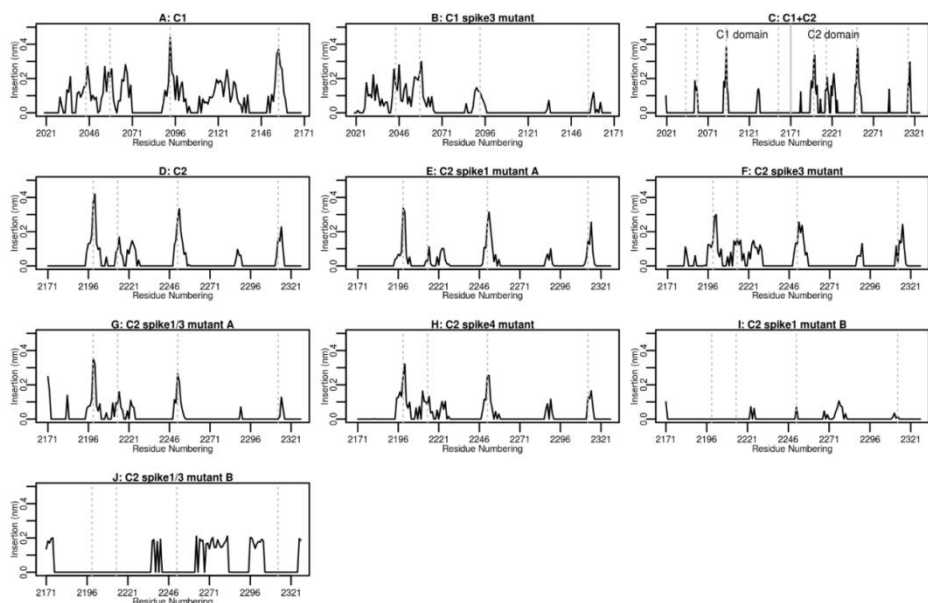 A: C1
Insertion (nm)
0.0 0.2 0.4
2021 2046 2071 2096 2121 2146 2171
Residue Numbering
B: C1 spike3 mutant
Insertion (nm)
0.0 0.2 0.4
2021 2046 2071 2096 2121 2146 2171
Residue Numbering
C: C1+C2
C1 domain C2 domain
Insertion (nm)
0.0 0.2 0.4
2021 2071 2121 2171 2221 2271 2321
Residue Numbering
D: C2
Insertion (nm)
0.0 0.2 0.4
2171 2196 2221 2246 2271 2296 2321
Residue Numbering
E: C2 spike1 mutant A
Insertion (nm)
0.0 0.2 0.4
2171 2196 2221 2246 2271 2296 2321
Residue Numbering
F: C2 spike3 mutant
Insertion (nm)
0.0 0.2 0.4
2171 2196 2221 2246 2271 2296 2321
Residue Numbering
G: C2 spike1/3 mutant A
Insertion (nm)
0.0 0.2 0.4
2171 2196 2221 2246 2271 2296 2321
Residue Numbering
H: C2 spike4 mutant
Insertion (nm)
0.0 0.2 0.4
2171 2196 2221 2246 2271 2296 2321
Residue Numbering
I: C2 spike1 mutant B
Insertion (nm)
0.0 0.2 0.4
2171 2196 2221 2246 2271 2296 2321
Residue Numbering
J: C2 spike1/3 mutant B
Insertion (nm)
0.0 0.2 0.4
2171 2196 2221 2246 2271 2296 2321
Residue Numbering